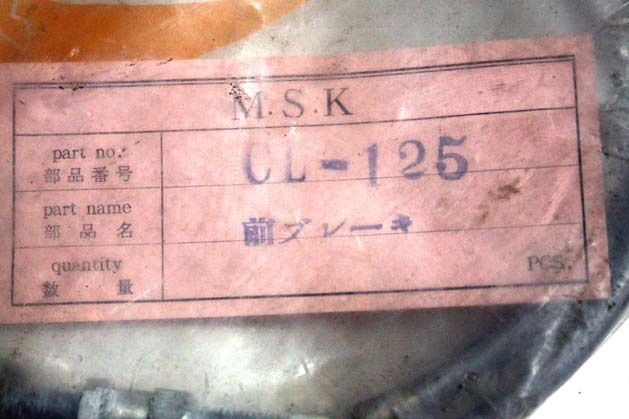 M.S.K
part no.
部品番号
CL-125
part name
部品名
前ブレーキ
quantity
数量
PCS.